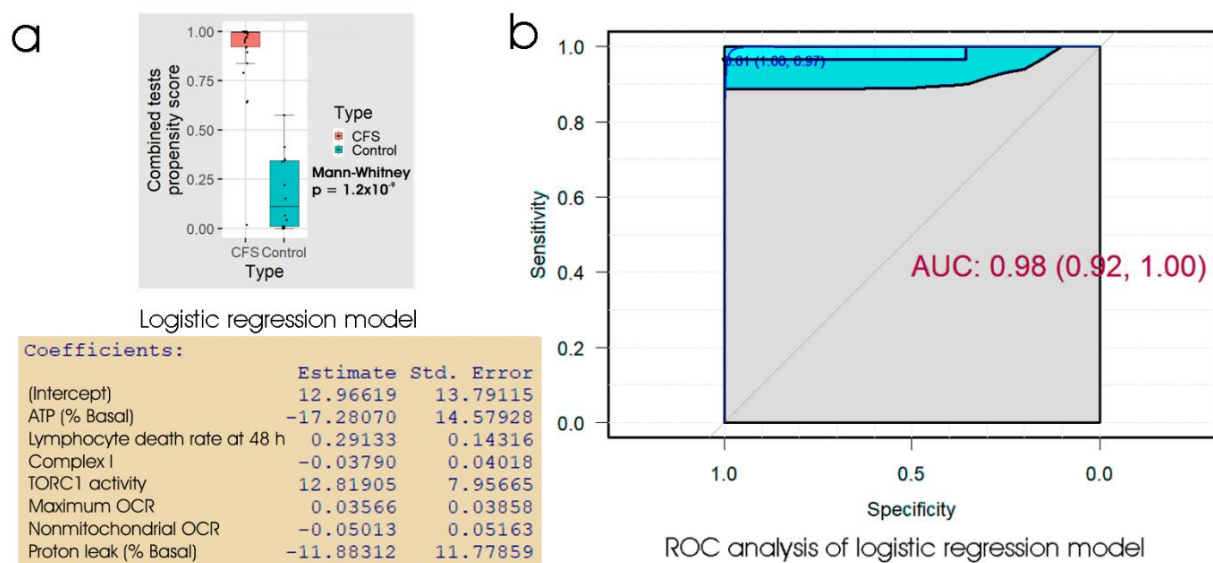 a
1.00
0.75
0.50
0.25
0.00
Combined tests
propensity score
CFS Control
Type
Type
CFS
Control
Mann-Whitney
p = 1.2x10⁻⁹
Logistic regression model
Coefficients:
Estimate Std. Error
(Intercept) 12.96619 13.79115
ATP (% Basal) -17.28070 14.57928
Lymphocyte death rate at 48 h 0.29133 0.14316
Complex I -0.03790 0.04018
TORC1 activity 12.81905 7.95665
Maximum OCR 0.03566 0.03858
Nonmitochondrial OCR -0.05013 0.05163
Proton leak (% Basal) -11.88312 11.77859
b
1.0
0.8
0.6
0.4
0.2
0.0
Sensitivity
0.01 (1.00, 0.97)
AUC: 0.98 (0.92, 1.00)
1.0 0.5 0.0
Specificity
ROC analysis of logistic regression model